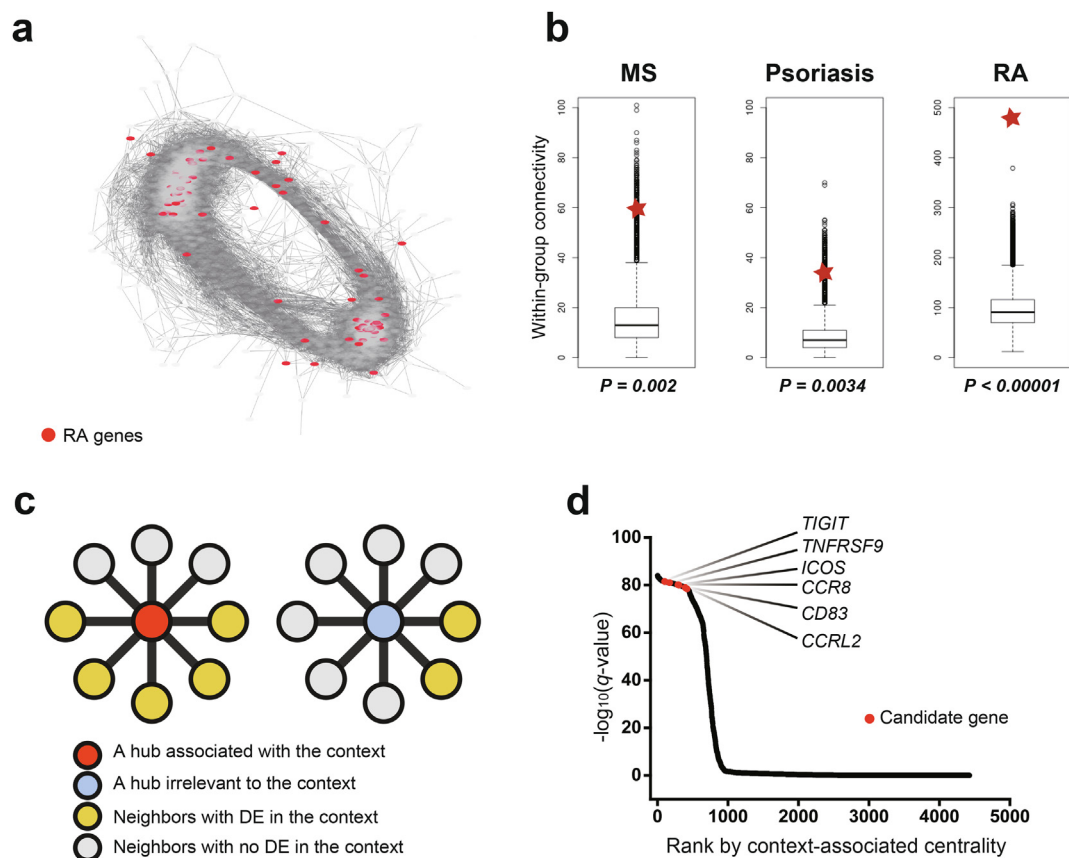 a
RA genes
b
MS
Psoriasis
RA
Within-group connectivity
100
80
60
40
20
0
100
80
60
40
20
0
500
400
300
200
100
0
P = 0.002
P = 0.0034
P < 0.00001
c
A hub associated with the context
A hub irrelevant to the context
Neighbors with DE in the context
Neighbors with no DE in the context
d
-log10(q-value)
100
80
60
40
20
0
TIGIT
TNFRSF9
ICOS
CCR8
CD83
CCRL2
Candidate gene
0 1000 2000 3000 4000 5000
Rank by context-associated centrality